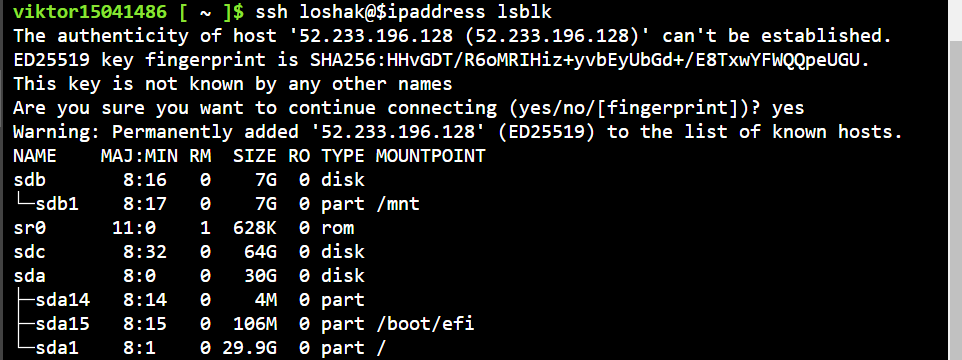 viktor15041486 [ ~ ]$ ssh loshak@$ipaddress lsblk
The authenticity of host '52.233.196.128 (52.233.196.128)' can't be established.
ED25519 key fingerprint is SHA256:HHvGDT/R6oMRIHiz+yvbEyUbGd+/E8TxwYFWQQpeUGU.
This key is not known by any other names
Are you sure you want to continue connecting (yes/no/[fingerprint])? yes
Warning: Permanently added '52.233.196.128' (ED25519) to the list of known hosts.
NAME    MAJ:MIN RM  SIZE RO TYPE MOUNTPOINT
sdb       8:16   0    7G  0 disk
└─sdb1    8:17   0    7G  0 part /mnt
sr0      11:0    1  628K  0 rom
sdc       8:32   0   64G  0 disk
sda       8:0    0   30G  0 disk
├─sda14   8:14   0    4M  0 part
├─sda15   8:15   0  106M  0 part /boot/efi
└─sda1    8:1    0 29.9G  0 part /